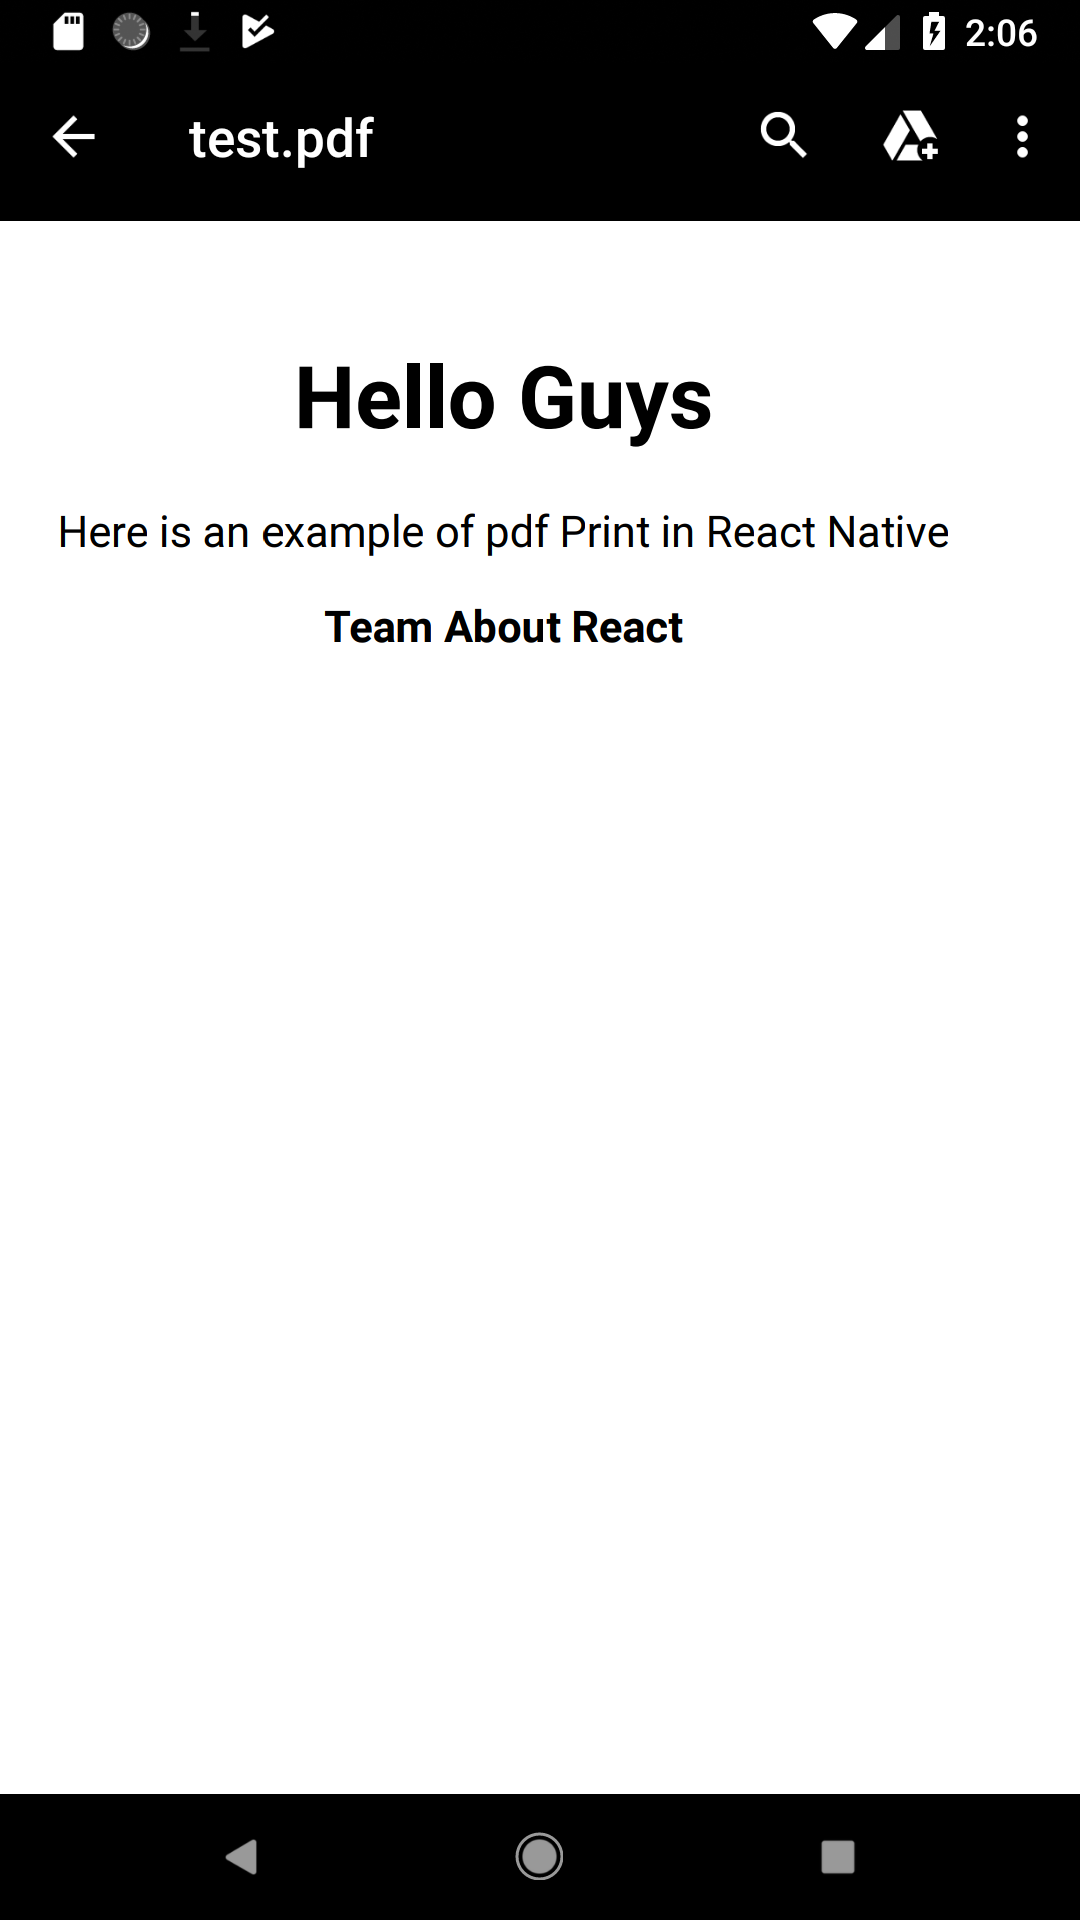 2:06
test.pdf
Hello Guys
Here is an example of pdf Print in React Native
Team About React